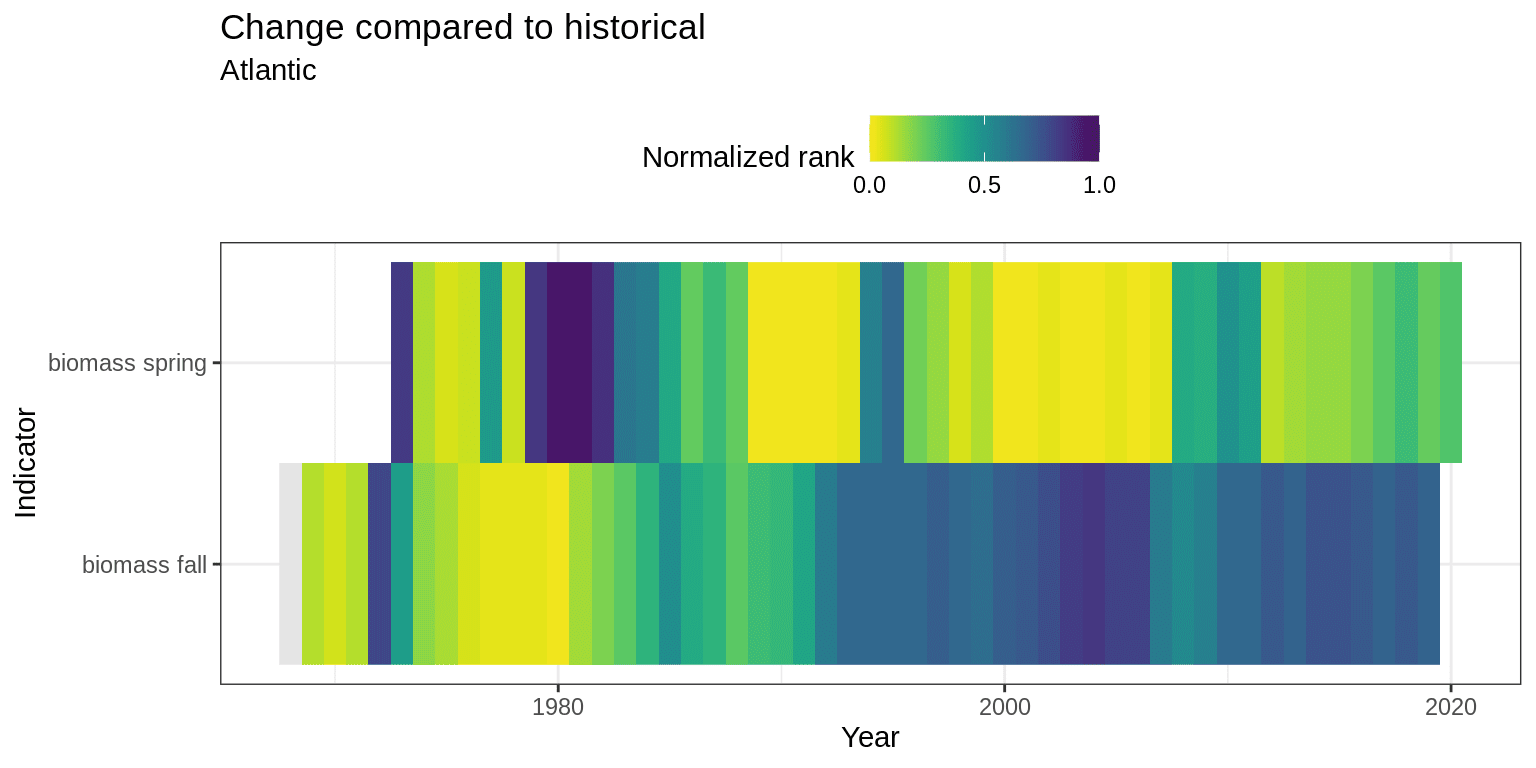 Change compared to historical
Atlantic
Normalized rank
0.0 0.5 1.0
biomass spring
biomass fall
Indicator
1980 2000 2020
Year